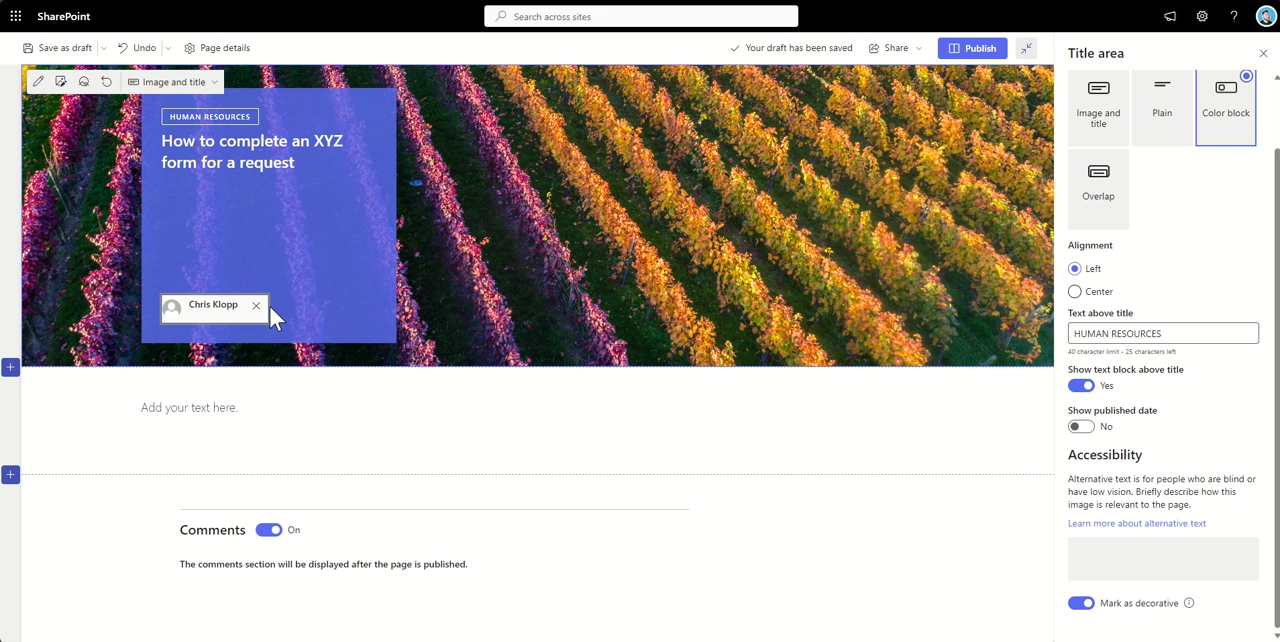 SharePoint
Search across sites
?
Save as draft
Undo
Page details
Your draft has been saved
Share
Publish
Image and title
HUMAN RESOURCES
How to complete an XYZ
form for a request
Chris Klopp
Add your text here.
Comments
On
The comments section will be displayed after the page is published.
Title area
Image and
title
Plain
Color block
Overlap
Alignment
Left
Center
Text above title
HUMAN RESOURCES
40 character limit - 25 characters left
Show text block above title
Yes
Show published date
No
Accessibility
Alternative text is for people who are blind or
have low vision. Briefly describe how this
image is relevant to the page.
Learn more about alternative text
Mark as decorative